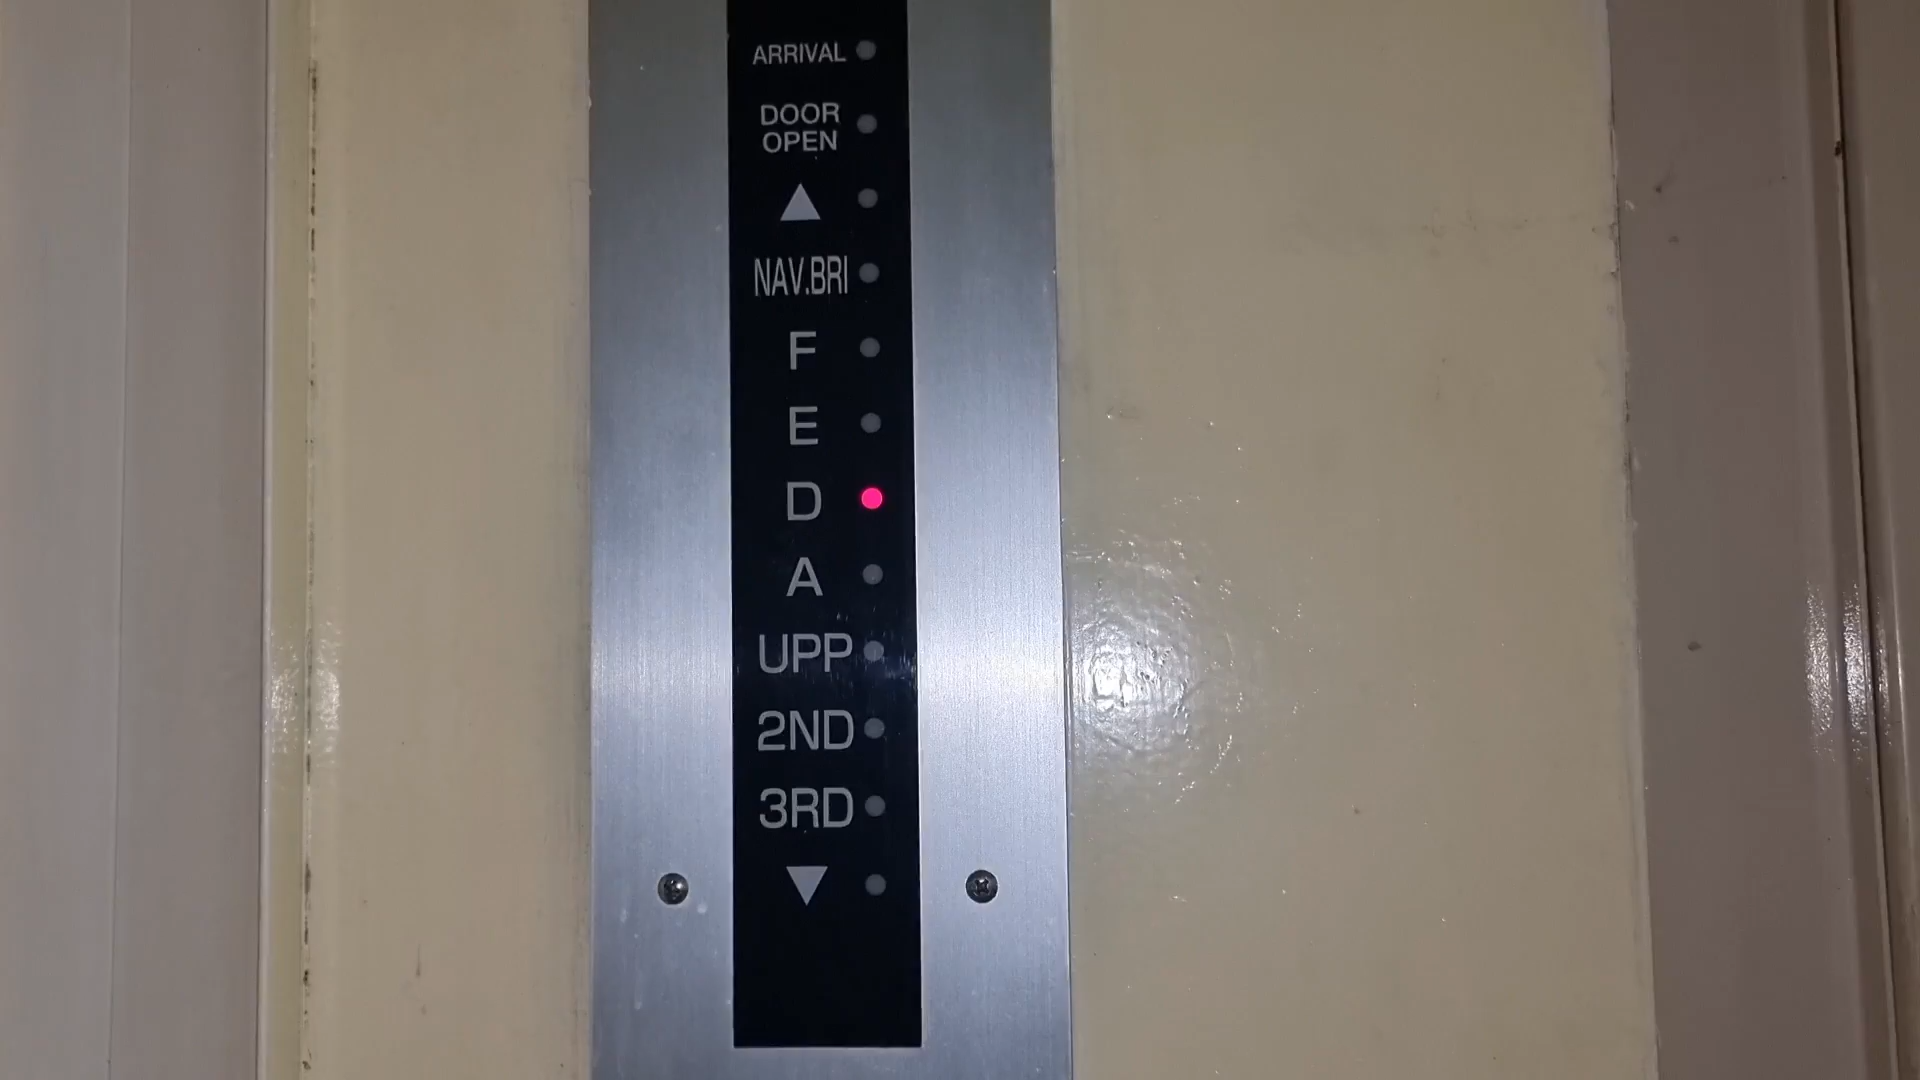 ARRIVAL
DOOR
OPEN
NAV.BRI
F
E
D
A
UPP
2ND
3RD